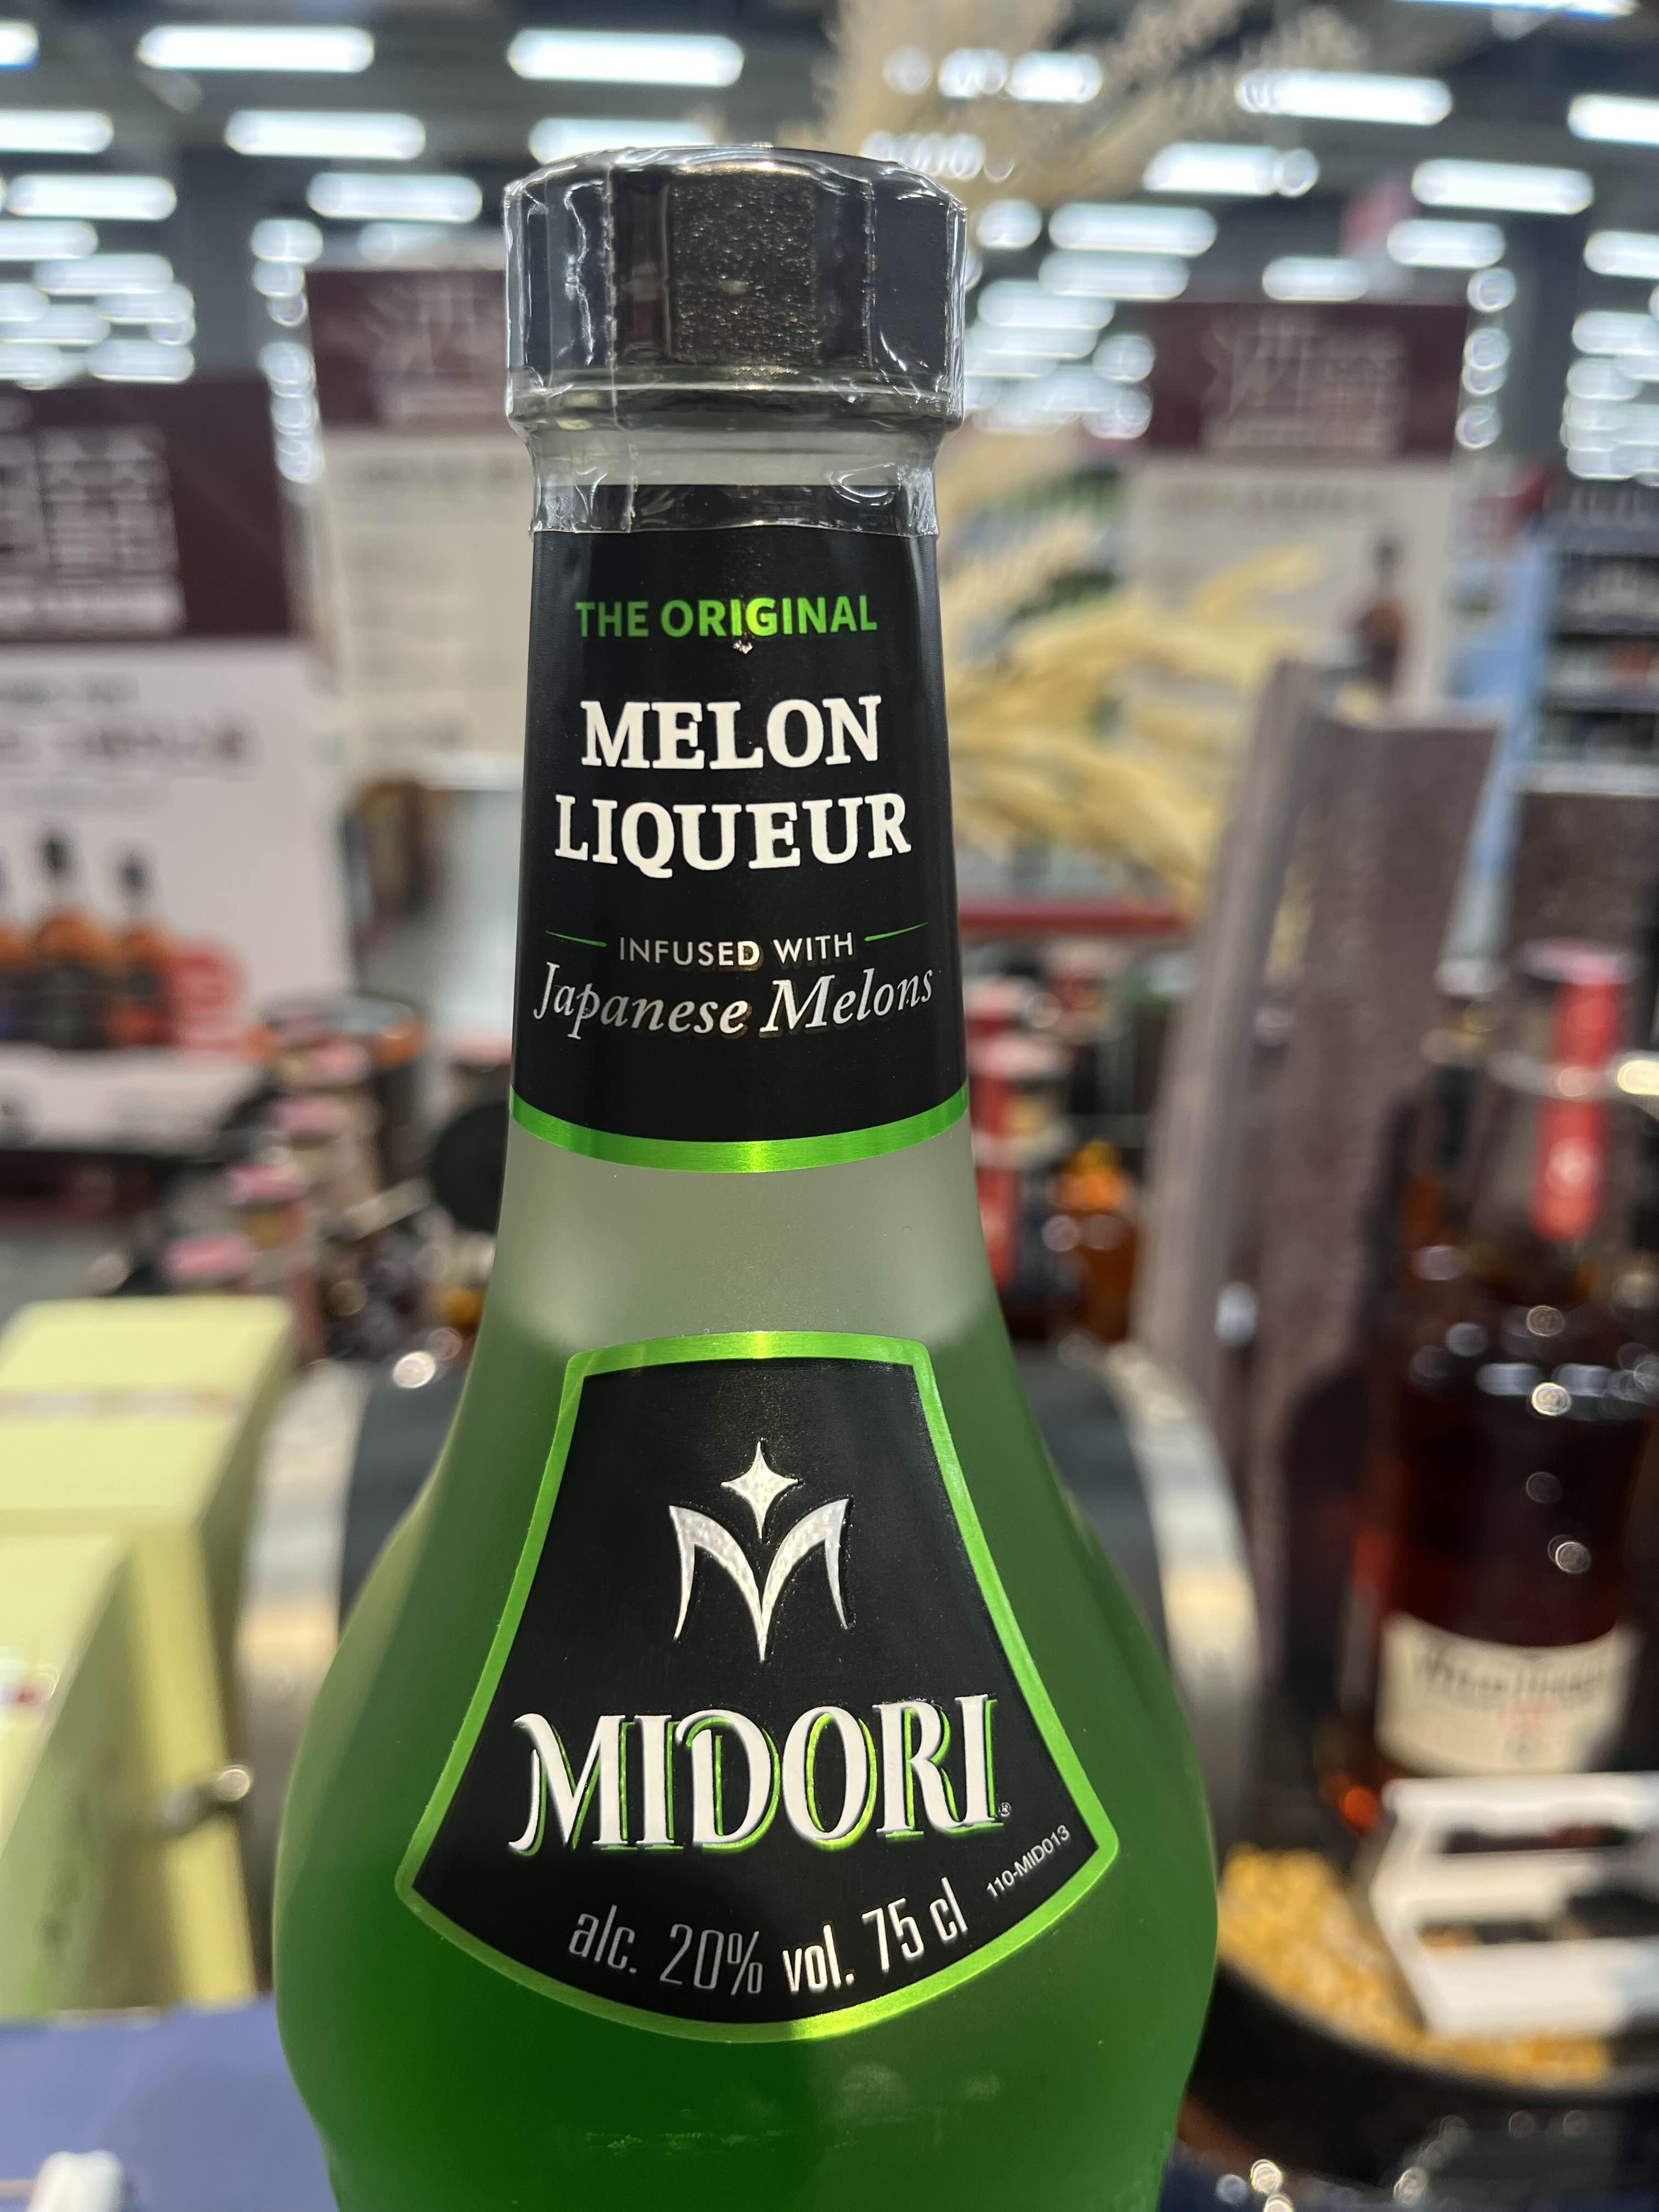 THE ORIGINAL
MELON
LIQUEUR
INFUSED WITH
Japanese Melons
MIDORI®
110-MID013
alc. 20% vol. 75 cl